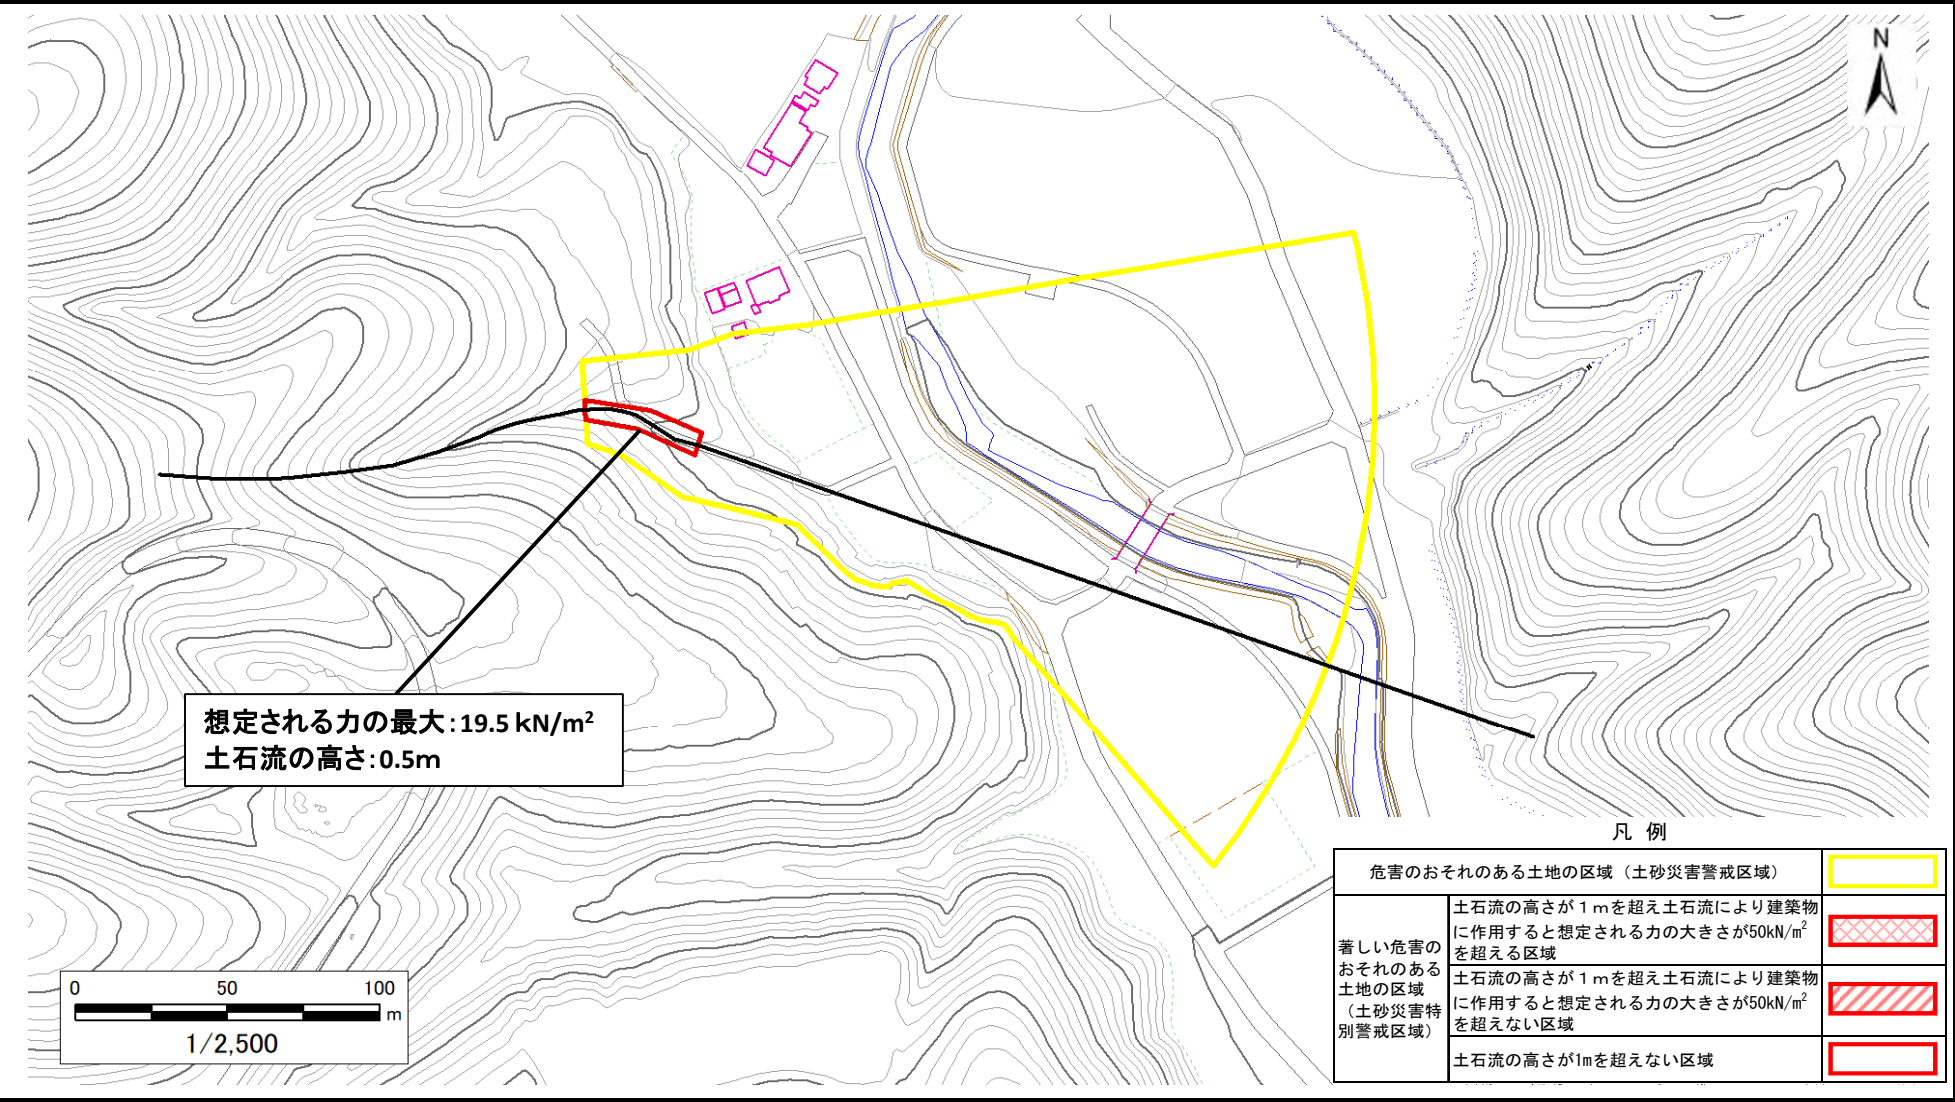 N
想定される力の最大：19.5 kN/m²
土石流の高さ：0.5m
0 50 100
m
1/2,500
凡 例
危害のおそれのある土地の区域（土砂災害警戒区域）
著しい危害の
おそれのある
土地の区域
（土砂災害特
別警戒区域）
土石流の高さが１ｍを超え土石流により建築物
に作用すると想定される力の大きさが50kN/㎡
を超える区域
土石流の高さが１ｍを超え土石流により建築物
に作用すると想定される力の大きさが50kN/㎡
を超えない区域
土石流の高さが1mを超えない区域